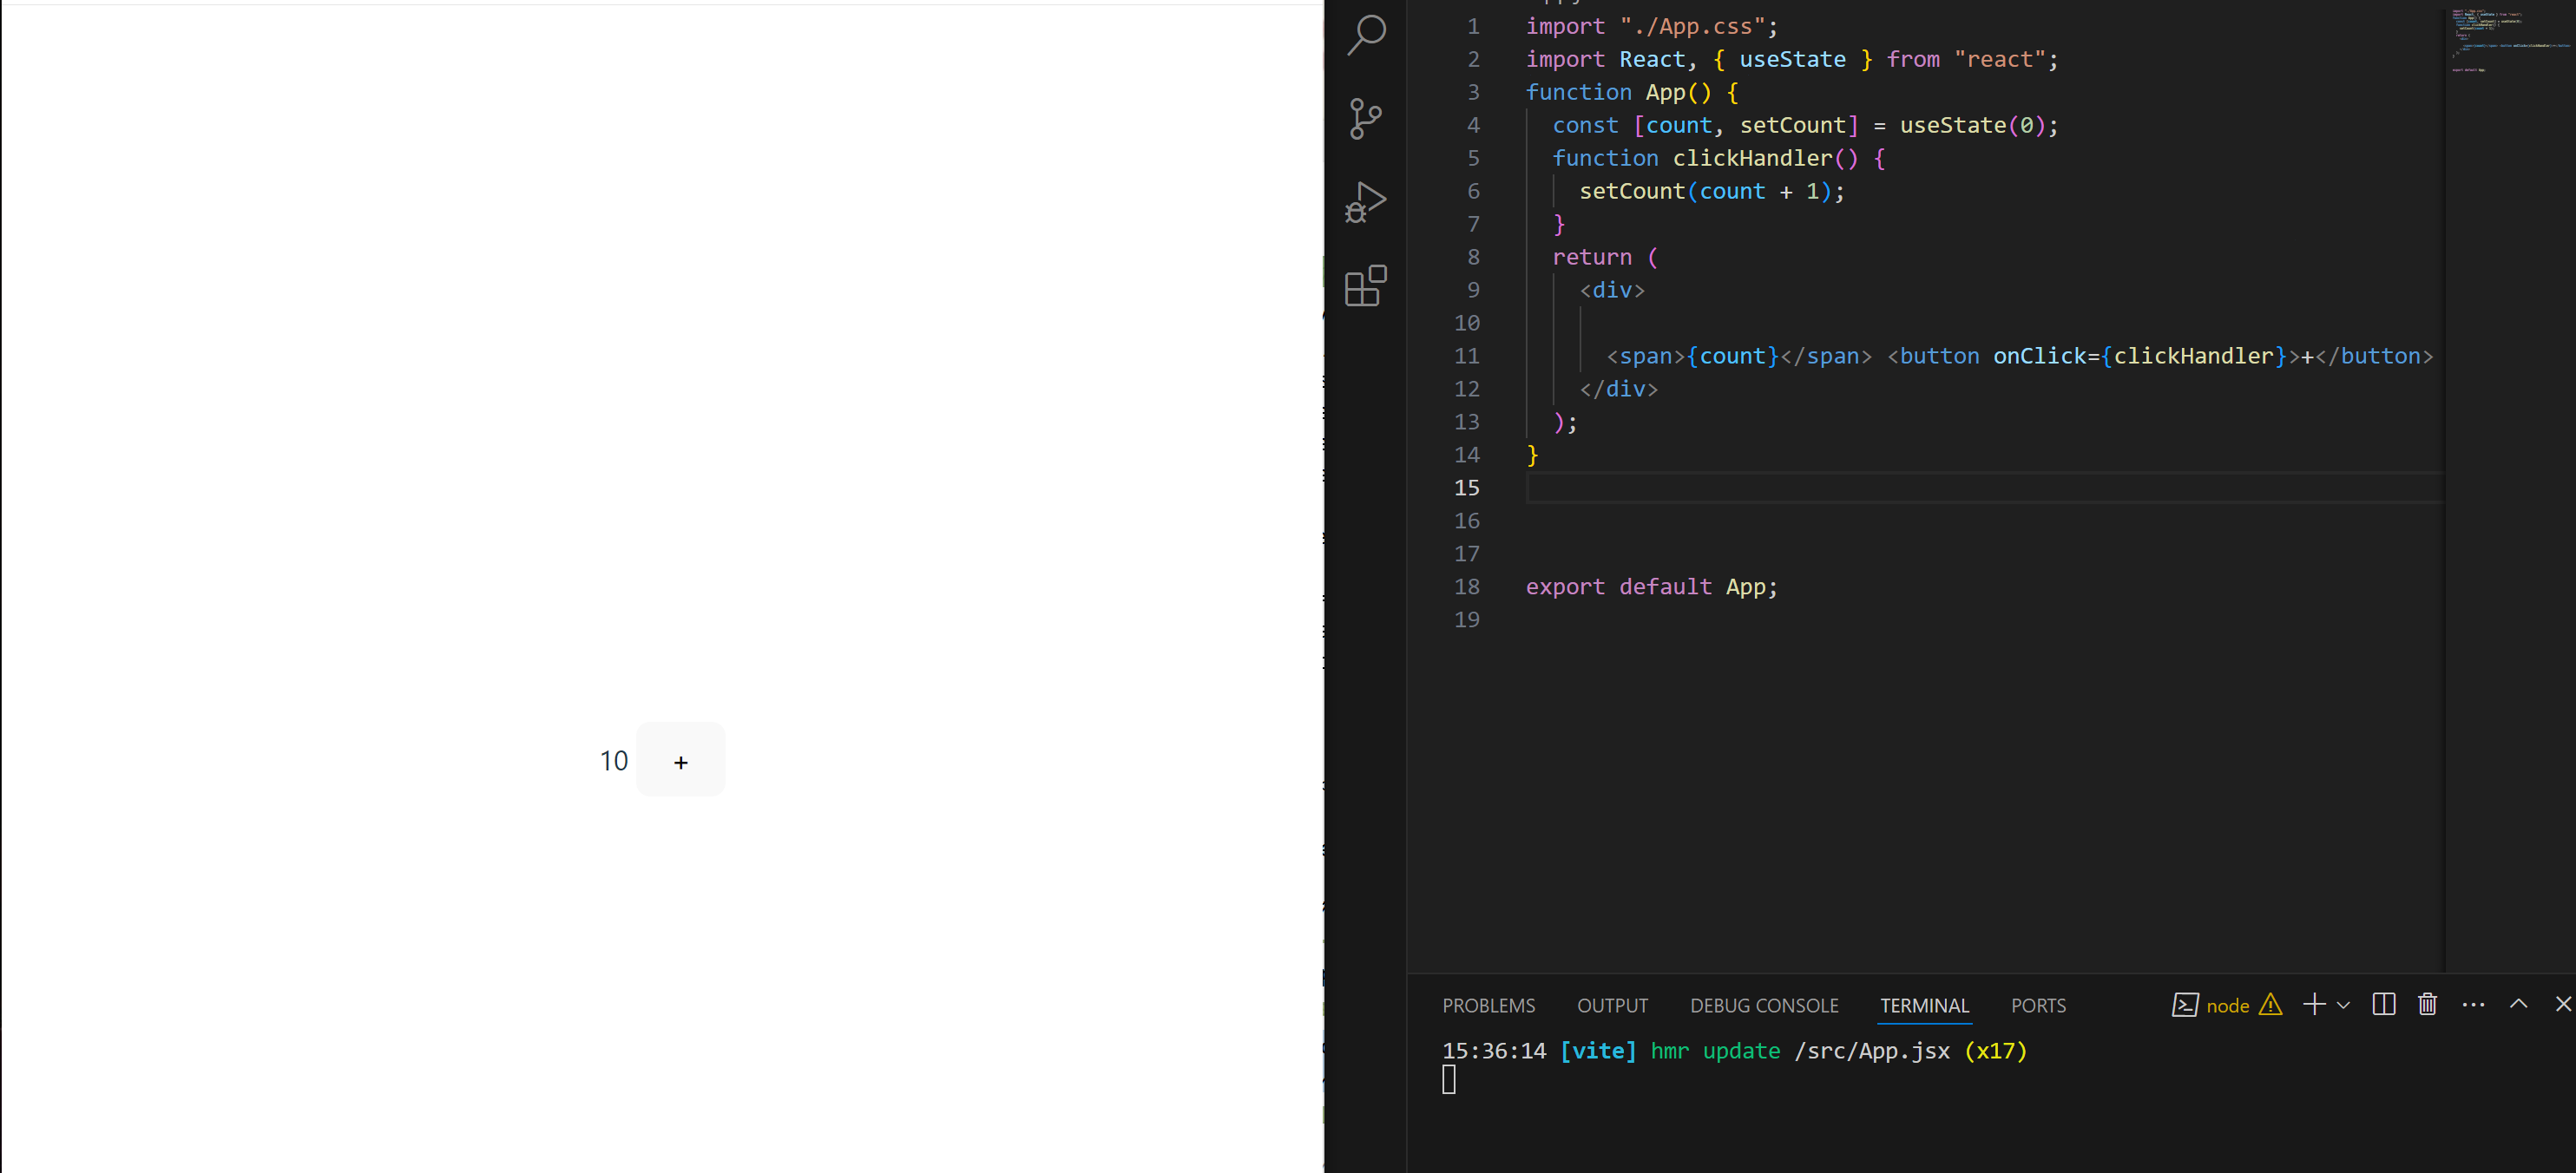 10 +
1 import "./App.css";
2 import React, { useState } from "react";
3 function App() {
4 const [count, setCount] = useState(0);
5 function clickHandler() {
6 setCount(count + 1);
7 }
8 return (
9 <div>
10
11 <span>{count}</span> <button onClick={clickHandler}>+</button>
12 </div>
13 );
14 }
15
16
17
18 export default App;
19
PROBLEMS OUTPUT DEBUG CONSOLE TERMINAL PORTS node
15:36:14 [vite] hmr update /src/App.jsx (x17)